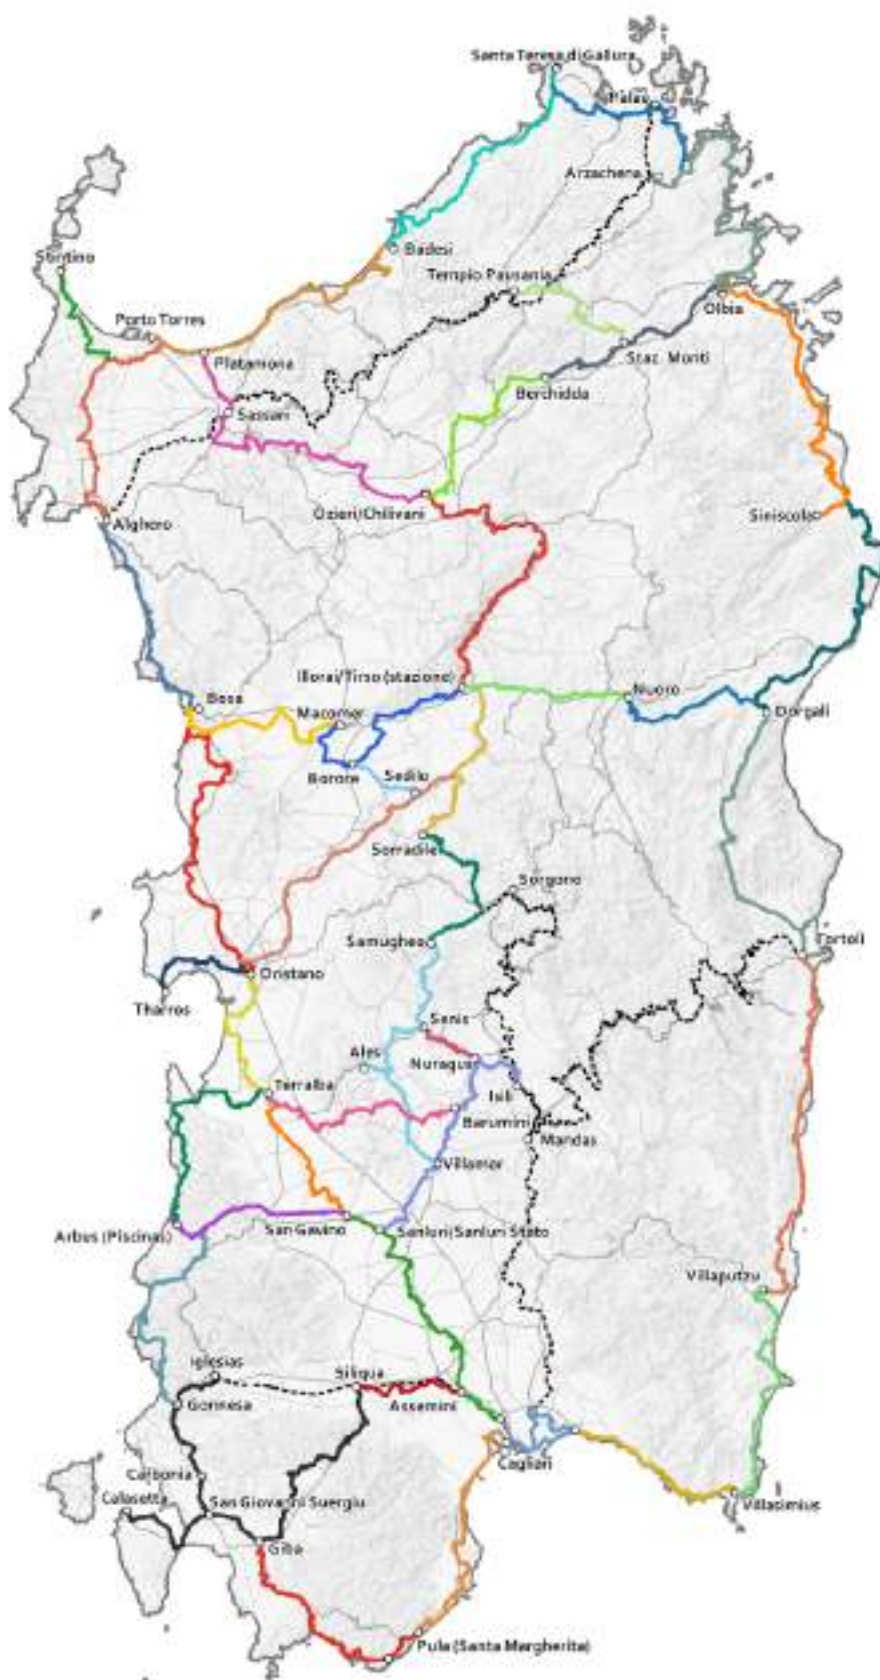 Santa Teresa di Gallura
Palau
Arzachena
Badesi
Stintino
Tempio Pausania
Olbia
Porto Torres
Platamona
Staz. Monti
Berchidda
Sassari
Ozieri/Chilivani
Siniscola
Alghero
Illorai/Tirso (stazione)
Nuoro
Bosa
Macomer
Dorgali
Borore
Sedilo
Sorradile
Sorgono
Samugheo
Tortolì
Oristano
Tharros
Senis
Ales
Nuragus
Isili
Terralba
Barumini
Mandas
Villamar
Arbus (Piscinas)
San Gavino
Sanluri (Sanluri Stato
Villaputzu
Iglesias
Siliqua
Assemini
Gonnesa
Cagliari
Carbonia
Calasetta
San Giovanni Suergiu
Villasimius
Giba
Pula (Santa Margherita)